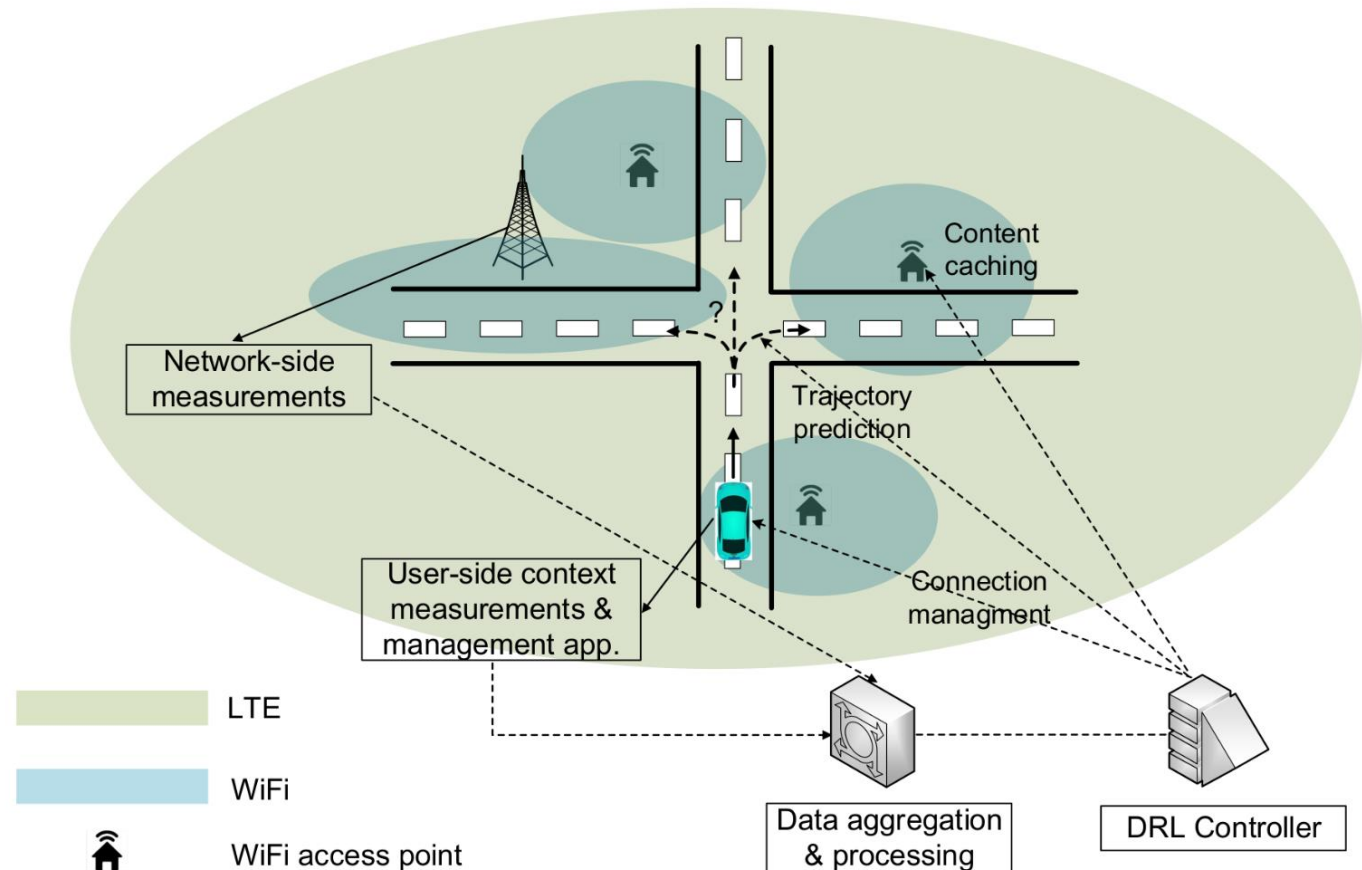 Content
caching
?
Network-side
measurements
Trajectory
prediction
User-side context
measurements &
management app.
Connection
managment
LTE
WiFi
WiFi access point
Data aggregation
& processing
DRL Controller